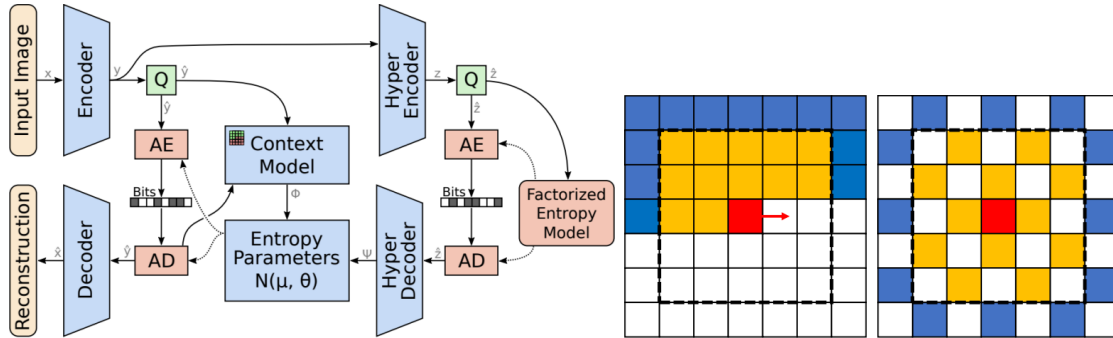 Input Image
x
Encoder
y
Q
ŷ
ŷ
AE
Bits
AD
ŷ
Decoder
x̂
Reconstruction
Context
Model
Φ
Entropy
Parameters
N(μ, θ)
Ψ
Hyper
Encoder
z
Q
ẑ
ẑ
AE
Bits
AD
ẑ
Hyper
Decoder
Factorized
Entropy
Model